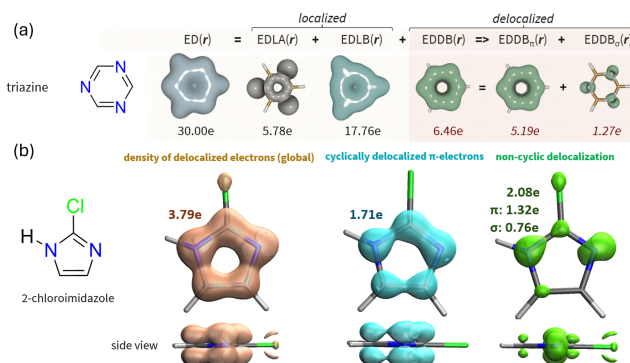 (a)
localized
delocalized
ED(r) = EDLA(r) + EDLB(r) + EDDB(r) => EDDBπ(r) + EDDBσ(r)
triazine
N
N
N
= +
30.00e 5.78e 17.76e 6.46e 5.19e 1.27e
(b)
density of delocalized electrons (global) cyclically delocalized π-electrons non-cyclic delocalization
Cl
H
N
N
2-chloroimidazole
3.79e
1.71e
2.08e
π: 1.32e
σ: 0.76e
side view